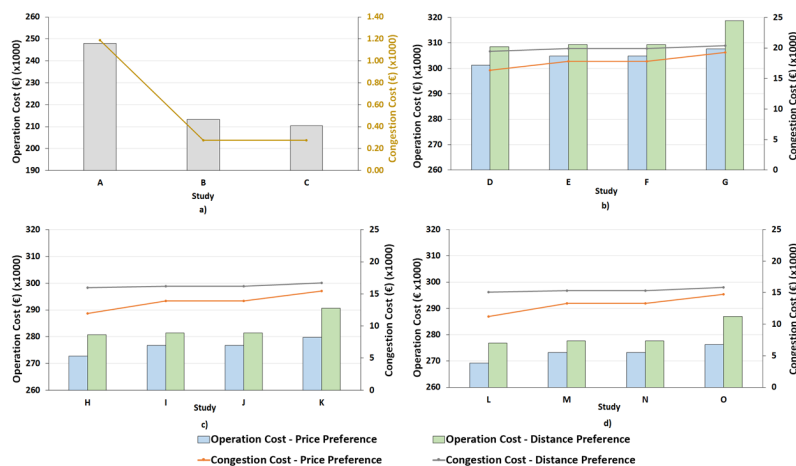 Operation Cost (€) (x1000)
260
250
240
230
220
210
200
190
1.40
1.20
1.00
0.80
0.60
0.40
0.20
0.00
Congestion Cost (€) (x1000)
A B C
Study
a)
Operation Cost (€) (x1000)
320
310
300
290
280
270
260
25
20
15
10
5
0
Congestion Cost (€) (x1000)
D E F G
Study
b)
Operation Cost (€) (x1000)
320
310
300
290
280
270
260
25
20
15
10
5
0
Congestion Cost (€) (x1000)
H I J K
Study
c)
Operation Cost (€ x1000)
320
310
300
290
280
270
260
25
20
15
10
5
0
Congestion Cost (€) (x1000)
L M N O
Study
d)
Operation Cost - Price Preference
Operation Cost - Distance Preference
Congestion Cost - Price Preference
Congestion Cost - Distance Preference